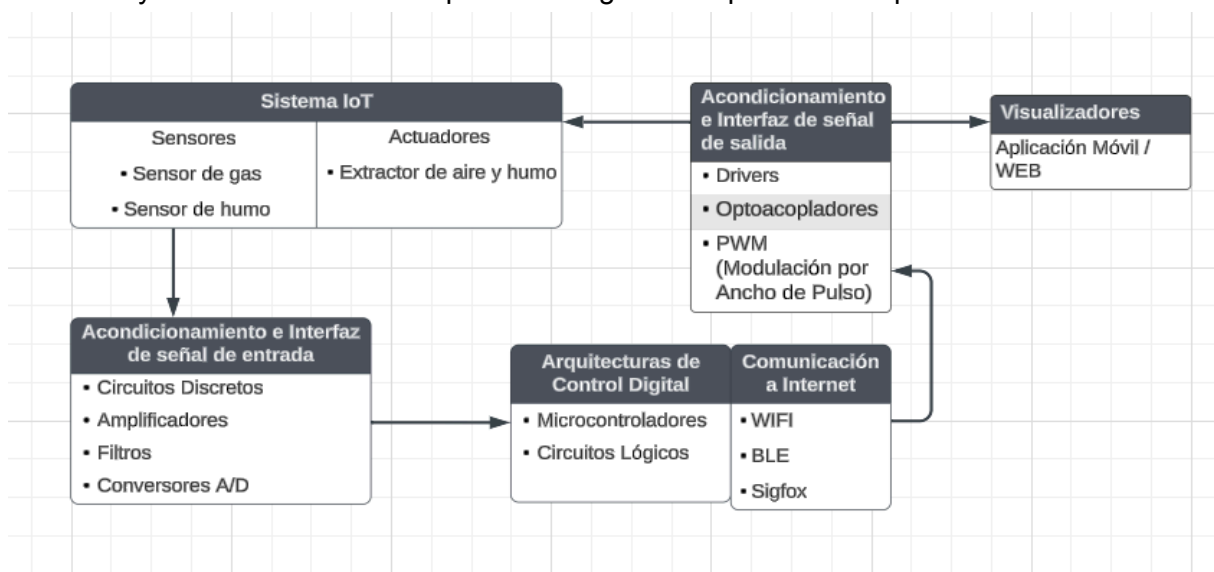 Sistema IoT
Sensores
▪ Sensor de gas
▪ Sensor de humo
Actuadores
▪ Extractor de aire y humo
Acondicionamiento
e Interfaz de señal
de salida
▪ Drivers
▪ Optoacopladores
▪ PWM
(Modulación por
Ancho de Pulso)
Visualizadores
Aplicación Móvil /
WEB
Acondicionamiento e Interfaz
de señal de entrada
▪ Circuitos Discretos
▪ Amplificadores
▪ Filtros
▪ Conversores A/D
Arquitecturas de
Control Digital
▪ Microcontroladores
▪ Circuitos Lógicos
Comunicación
a Internet
▪ WIFI
▪ BLE
▪ Sigfox